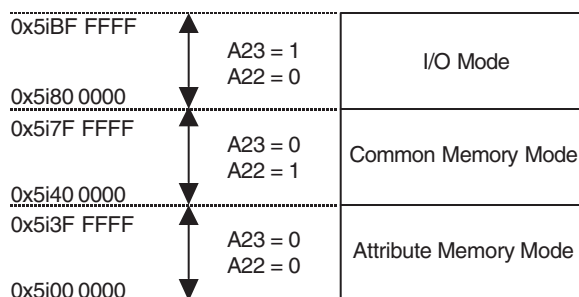 0x5iBF FFFF
A23 = 1
A22 = 0
I/O Mode
0x5i80 0000
0x5i7F FFFF
A23 = 0
A22 = 1
Common Memory Mode
0x5i40 0000
0x5i3F FFFF
A23 = 0
A22 = 0
Attribute Memory Mode
0x5i00 0000